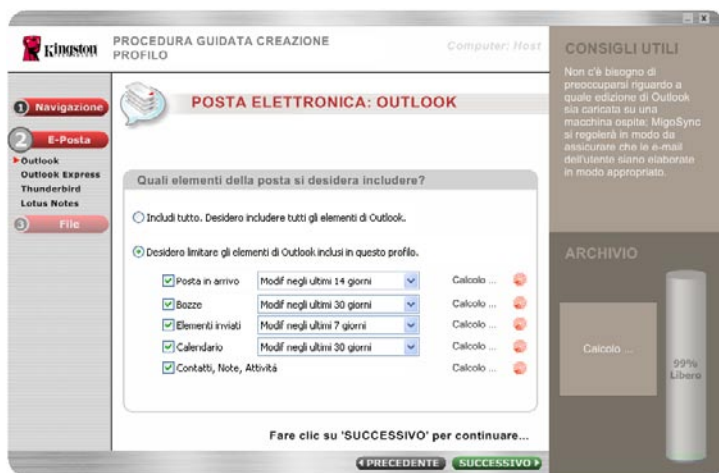 Kingston
PROCEDURA GUIDATA CREAZIONE
PROFILO
Computer: Host
1 Navigazione
2 E-Posta
Outlook
Outlook Express
Thunderbird
Lotus Notes
3 File
POSTA ELETTRONICA: OUTLOOK
Quali elementi della posta si desidera includere?
Includi tutto. Desidero includere tutti gli elementi di Outlook.
Desidero limitare gli elementi di Outlook inclusi in questo profilo.
Posta in arrivo Modif negli ultimi 14 giorni Calcolo ...
Bozze Modif negli ultimi 30 giorni Calcolo ...
Elementi inviati Modif negli ultimi 7 giorni Calcolo ...
Calendario Modif negli ultimi 30 giorni Calcolo ...
Contatti, Note, Attività Calcolo ...
Fare clic su 'SUCCESSIVO' per continuare...
PRECEDENTE SUCCESSIVO
CONSIGLI UTILI
Non c'è bisogno di
preoccuparsi riguardo a
quale edizione di Outlook
sia caricata su una
macchina ospite; MigoSync
si regolerà in modo da
assicurare che le e-mail
dell'utente siano elaborate
in modo appropriato.
ARCHIVIO
Calcolo ...
99%
Libero